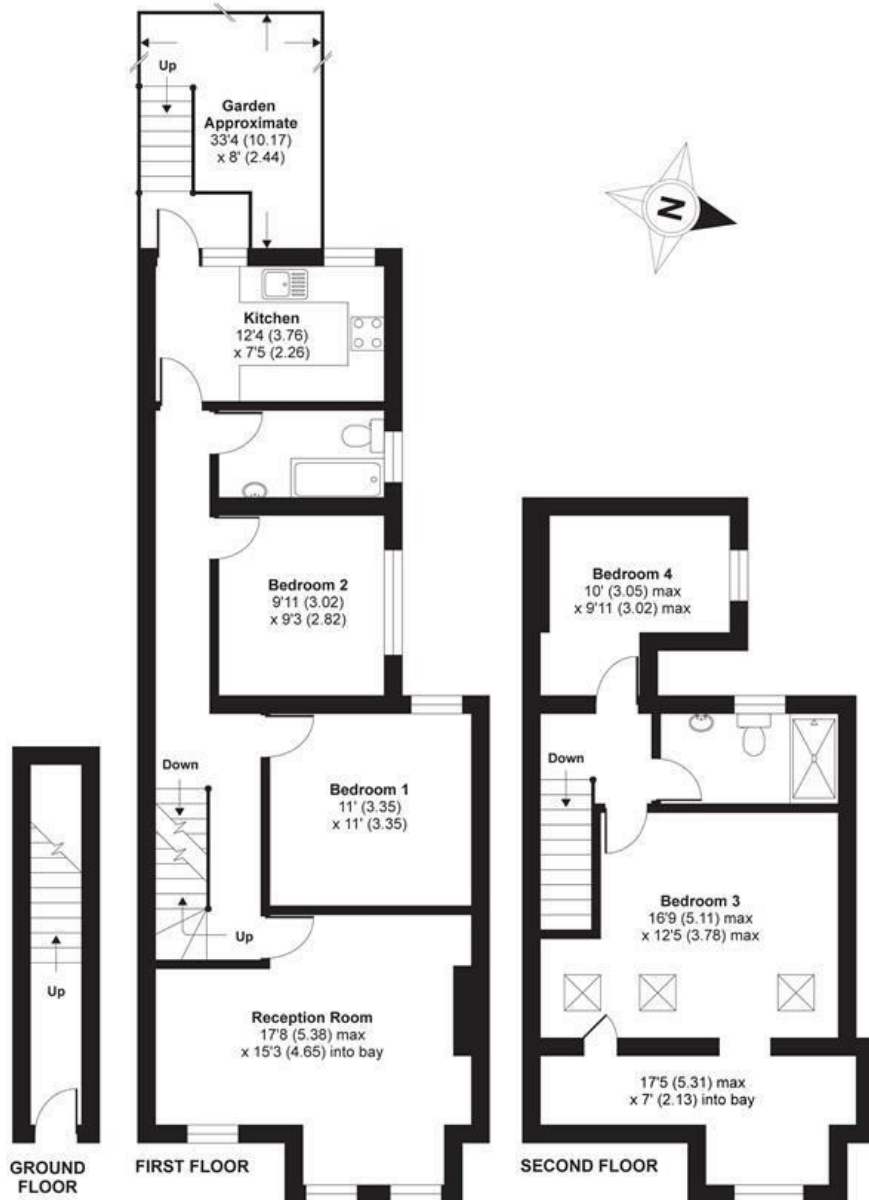 Up
Garden
Approximate
33'4 (10.17)
x 8' (2.44)
N
Kitchen
12'4 (3.76)
x 7'5 (2.26)
Bedroom 2
9'11 (3.02)
x 9'3 (2.82)
Bedroom 4
10' (3.05) max
x 9'11 (3.02) max
Down
Bedroom 1
11' (3.35)
x 11' (3.35)
Down
Up
Up
Bedroom 3
16'9 (5.11) max
x 12'5 (3.78) max
Reception Room
17'8 (5.38) max
x 15'3 (4.65) into bay
17'5 (5.31) max
x 7' (2.13) into bay
GROUND
FLOOR
FIRST FLOOR
SECOND FLOOR